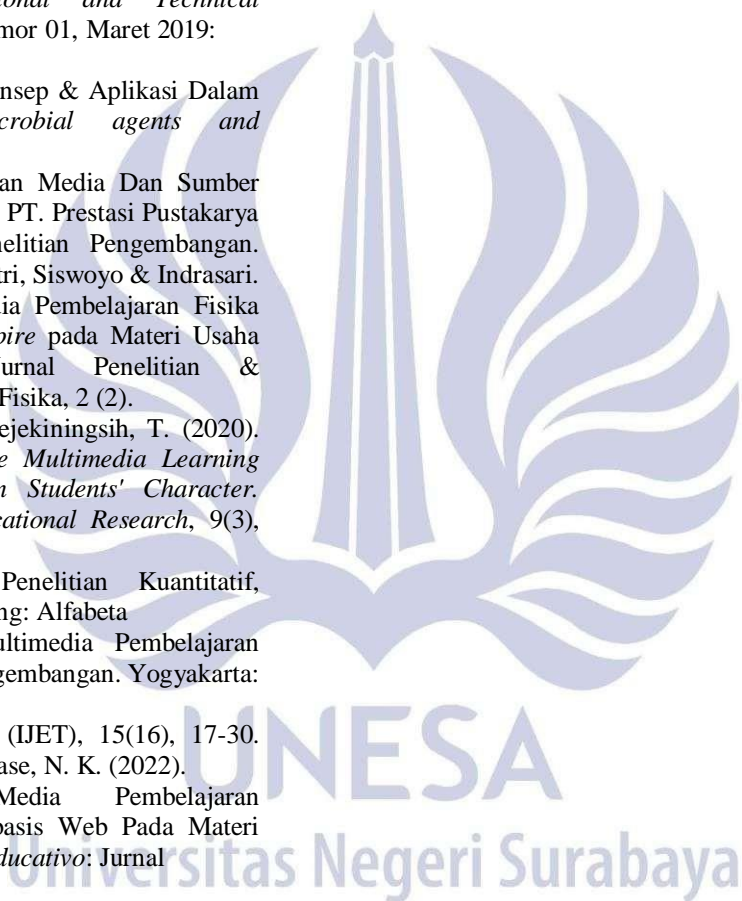 and Technical
mor 01, Maret 2019:
nsep & Aplikasi Dalam
crobial agents and
an Media Dan Sumber
PT. Prestasi Pustakarya
nelitian Pengembangan.
tri, Siswoyo & Indrasari.
dia Pembelajaran Fisika
pire pada Materi Usaha
urnal Penelitian &
Fisika, 2 (2).
ejekiningsih, T. (2020).
e Multimedia Learning
n Students' Character.
cational Research, 9(3),
Penelitian Kuantitatif,
ng: Alfabeta
ultimedia Pembelajaran
gembangan. Yogyakarta:
(IJET), 15(16), 17-30.
ase, N. K. (2022).
Media Pembelajaran
basis Web Pada Materi
ducativo: Jurnal
UNESA
Universitas Negeri Surabaya